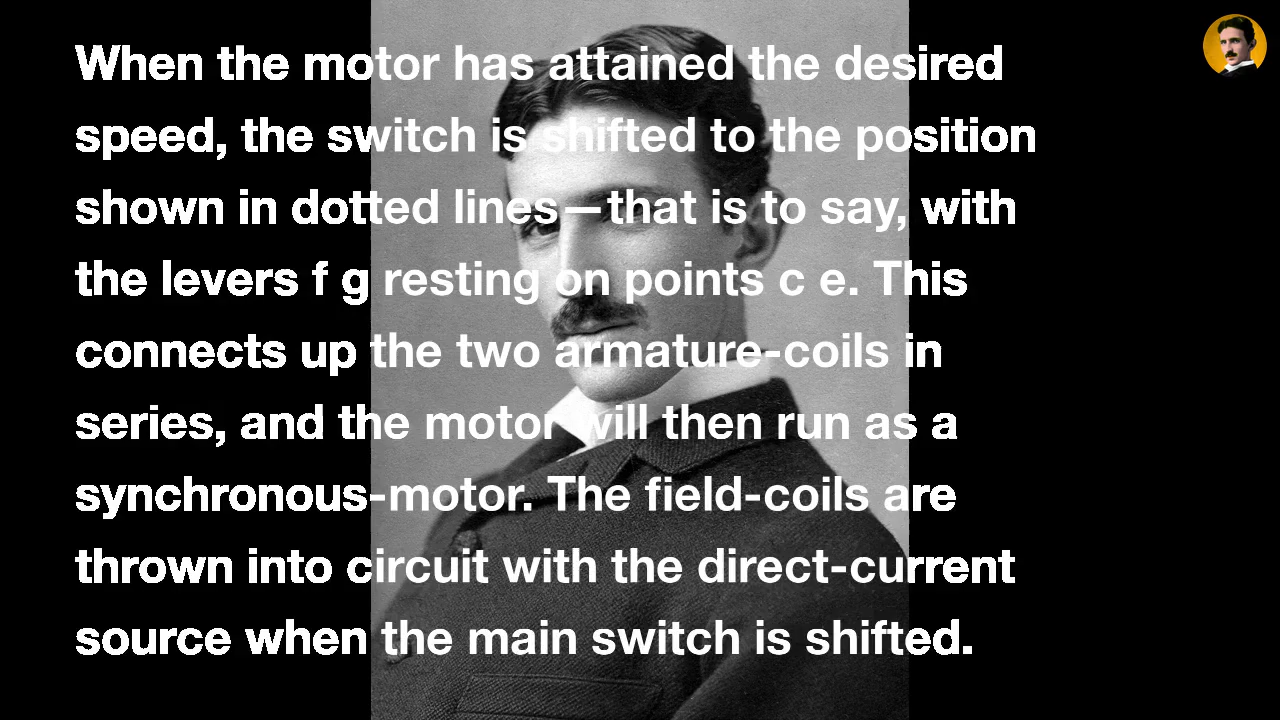 When the motor has attained the desired
speed, the switch is shifted to the position
shown in dotted lines—that is to say, with
the levers f g resting on points c e. This
connects up the two armature-coils in
series, and the motor will then run as a
synchronous-motor. The field-coils are
thrown into circuit with the direct-current
source when the main switch is shifted.